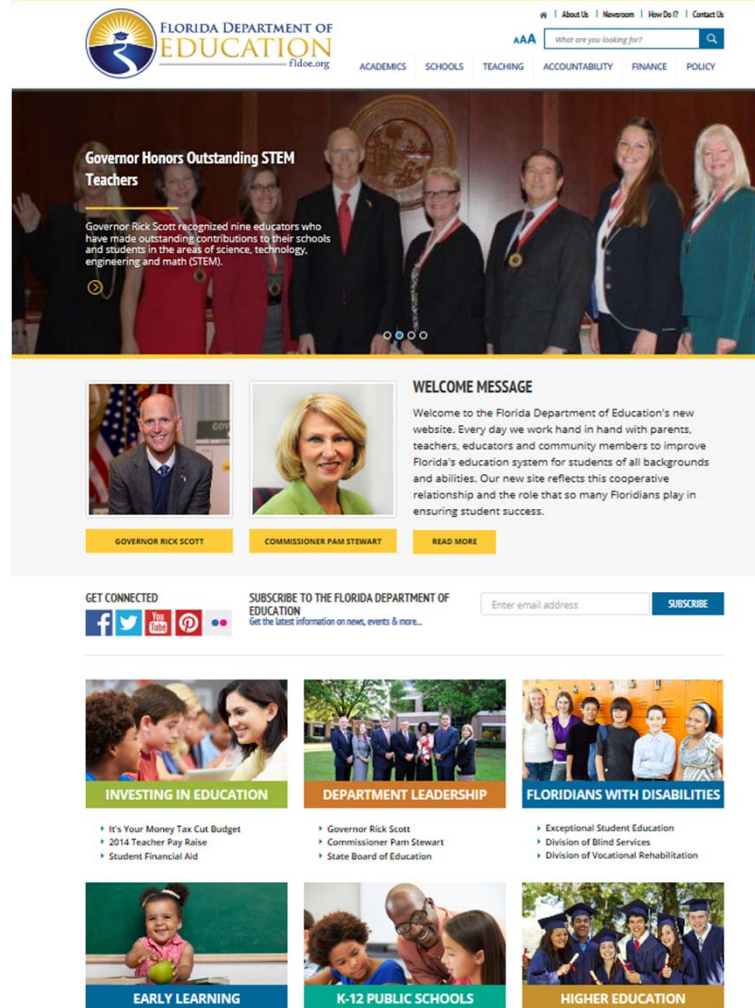 FLORIDA DEPARTMENT OF
EDUCATION
fldoe.org
About Us | Newsroom | How Do I? | Contact Us
AAA
What are you looking for?
ACADEMICS SCHOOLS TEACHING ACCOUNTABILITY FINANCE POLICY
Governor Honors Outstanding STEM
Teachers
Governor Rick Scott recognized nine educators who
have made outstanding contributions to their schools
and students in the areas of science, technology,
engineering and math (STEM).
WELCOME MESSAGE
Welcome to the Florida Department of Education's new
website. Every day we work hand in hand with parents,
teachers, educators and community members to improve
Florida's education system for students of all backgrounds
and abilities. Our new site reflects this cooperative
relationship and the role that so many Floridians play in
ensuring student success.
GOVERNOR RICK SCOTT
COMMISSIONER PAM STEWART
READ MORE
GET CONNECTED
You
Tube
SUBSCRIBE TO THE FLORIDA DEPARTMENT OF
EDUCATION
Get the latest information on news, events & more...
Enter email address
SUBSCRIBE
INVESTING IN EDUCATION
It's Your Money Tax Cut Budget
2014 Teacher Pay Raise
Student Financial Aid
DEPARTMENT LEADERSHIP
Governor Rick Scott
Commissioner Pam Stewart
State Board of Education
FLORIDIANS WITH DISABILITIES
Exceptional Student Education
Division of Blind Services
Division of Vocational Rehabilitation
EARLY LEARNING
K-12 PUBLIC SCHOOLS
HIGHER EDUCATION